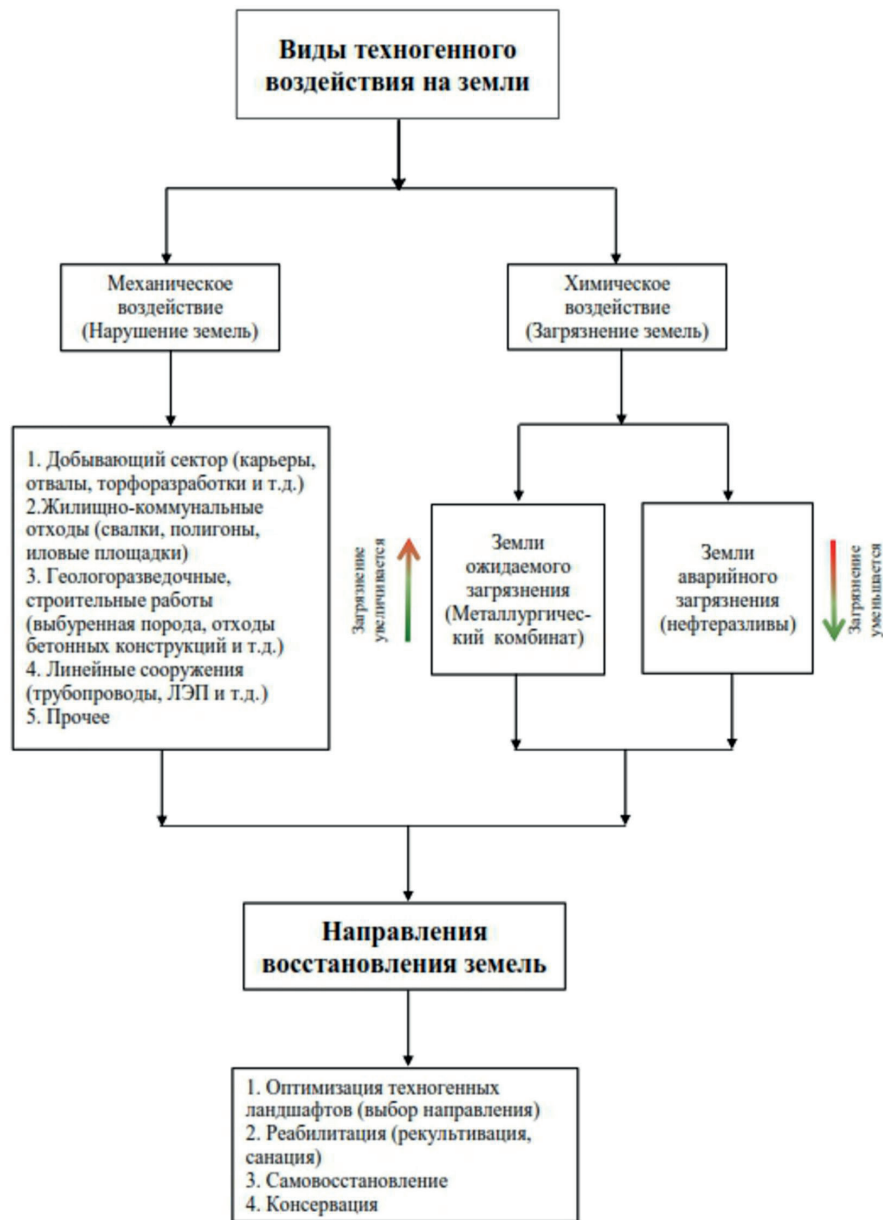 Виды техногенного
воздействия на земли
Механическое
воздействие
(Нарушение земель)
Химическое
воздействие
(Загрязнение земель)
1. Добывающий сектор (карьеры,
отвалы, торфоразработки и т.д.)
2.Жилищно-коммунальные
отходы (свалки, полигоны,
иловые площадки)
3. Геологоразведочные,
строительные работы
(выбуренная порода, отходы
бетонных конструкций и т.д.)
4. Линейные сооружения
(трубопроводы, ЛЭП и т.д.)
5. Прочее
Загрязнение
увеличивается
Земли
ожидаемого
загрязнения
(Металлургичес-
кий комбинат)
Земли
аварийного
загрязнения
(нефтеразливы)
Загрязнение
уменьшается
Направления
восстановления земель
1. Оптимизация техногенных
ландшафтов (выбор направления)
2. Реабилитация (рекультивация,
санация)
3. Самовосстановление
4. Консервация